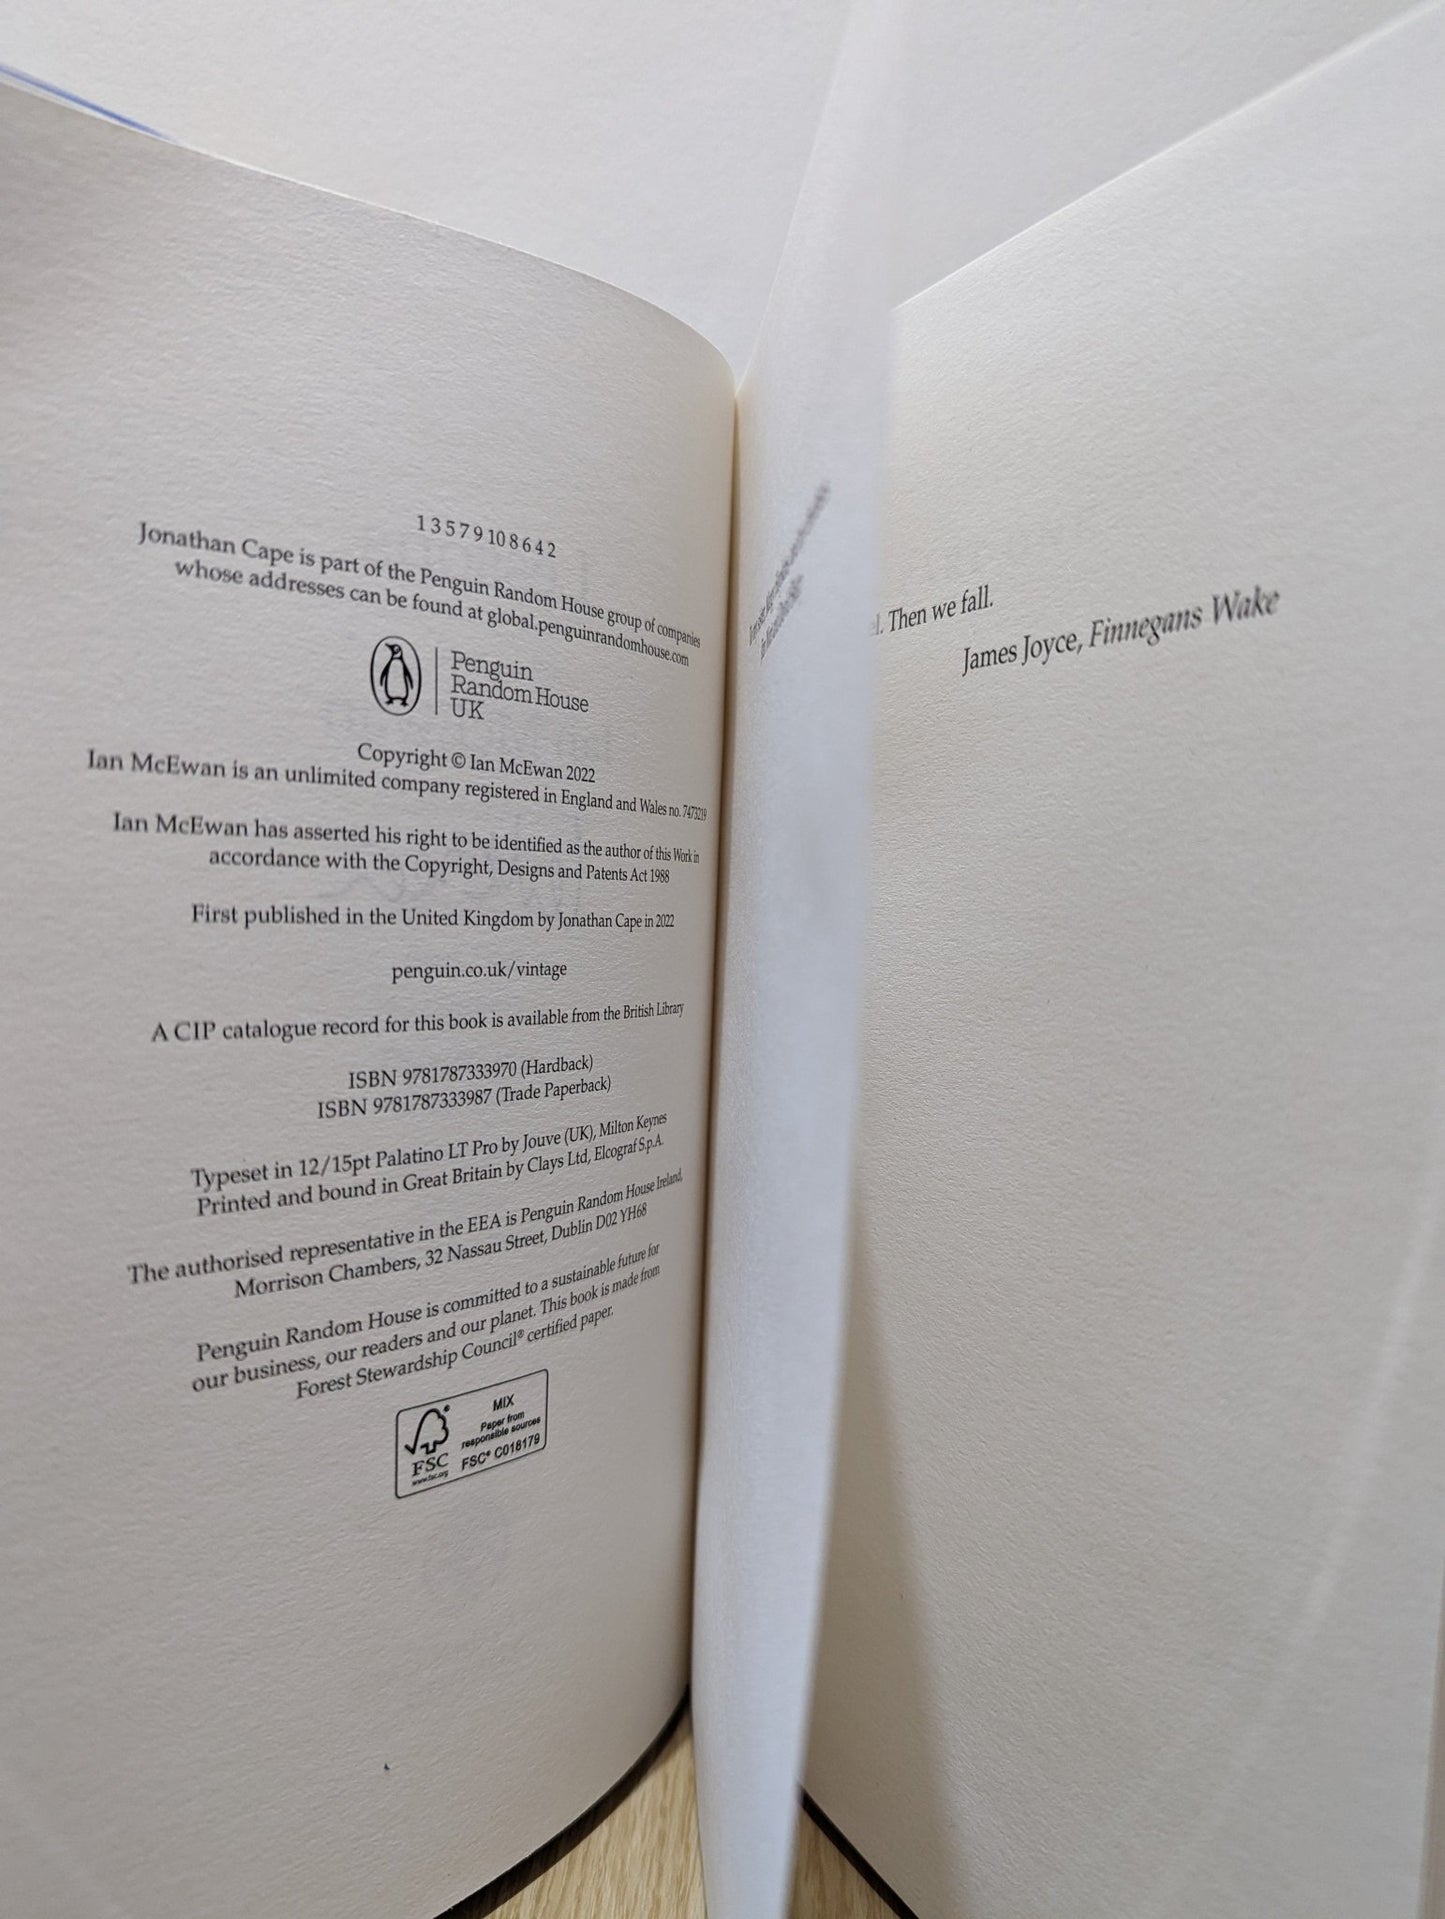 1 3 5 7 9 10 8 6 4 2
Jonathan Cape is part of the Penguin Random House group of companies
whose addresses can be found at global.penguinrandomhouse.com
Penguin
Random House
UK
Copyright © Ian McEwan 2022
Ian McEwan is an unlimited company registered in England and Wales no. 7473219
Ian McEwan has asserted his right to be identified as the author of this Work in
accordance with the Copyright, Designs and Patents Act 1988
First published in the United Kingdom by Jonathan Cape in 2022
penguin.co.uk/vintage
A CIP catalogue record for this book is available from the British Library
ISBN 9781787333970 (Hardback)
ISBN 9781787333987 (Trade Paperback)
Typeset in 12/15pt Palatino LT Pro by Jouve (UK), Milton Keynes
Printed and bound in Great Britain by Clays Ltd, Elcograf S.p.A.
The authorised representative in the EEA is Penguin Random House Ireland,
Morrison Chambers, 32 Nassau Street, Dublin D02 YH68
Penguin Random House is committed to a sustainable future for
our business, our readers and our planet. This book is made from
Forest Stewardship Council® certified paper.
MIX
Paper from
responsible sources
FSC® C018179
FSC
www.fsc.org
Then we fall.
James Joyce, Finnegans Wake